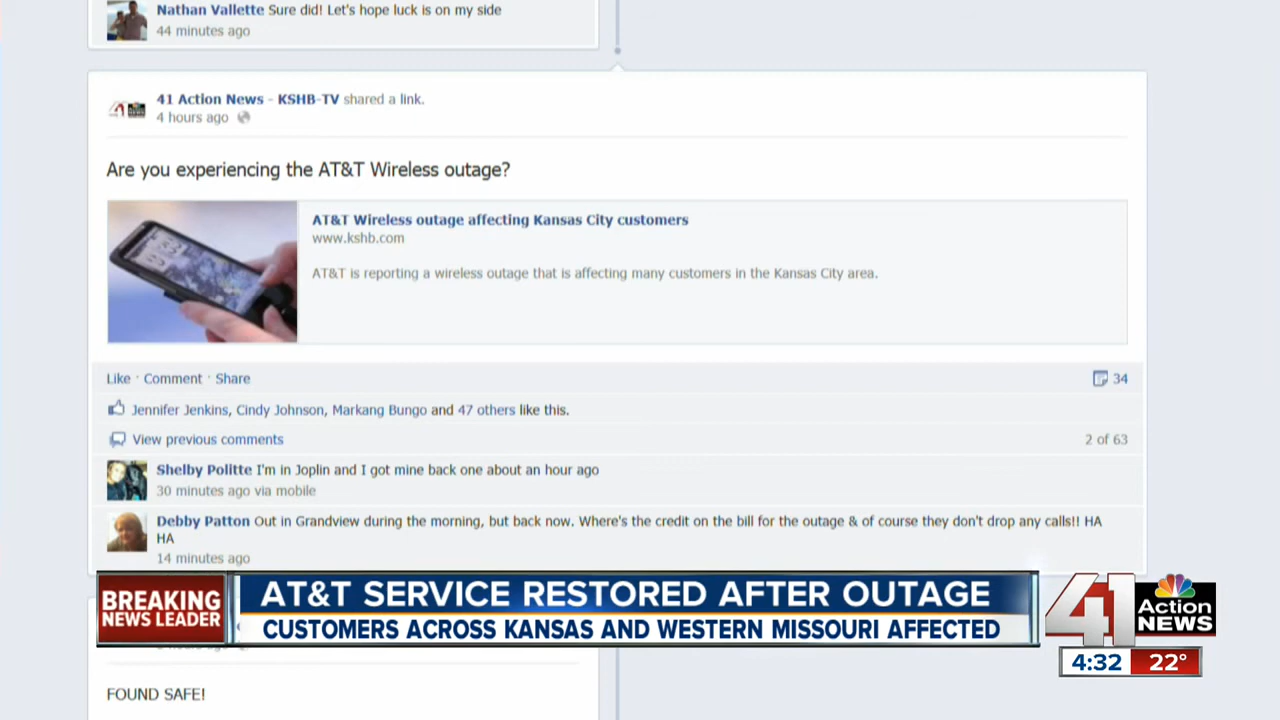 Nathan Vallette Sure did! Let's hope luck is on my side
44 minutes ago
41 Action News - KSHB-TV shared a link.
4 hours ago
Are you experiencing the AT&T Wireless outage?
AT&T Wireless outage affecting Kansas City customers
www.kshb.com
AT&T is reporting a wireless outage that is affecting many customers in the Kansas City area.
Like · Comment · Share
34
Jennifer Jenkins, Cindy Johnson, Markang Bungo and 47 others like this.
View previous comments
2 of 63
Shelby Politte I'm in Joplin and I got mine back one about an hour ago
30 minutes ago via mobile
Debby Patton Out in Grandview during the morning, but back now. Where's the credit on the bill for the outage & of course they don't drop any calls!! HA
HA
14 minutes ago
BREAKING
NEWS LEADER
AT&T SERVICE RESTORED AFTER OUTAGE
CUSTOMERS ACROSS KANSAS AND WESTERN MISSOURI AFFECTED
41
Action
NEWS
4:32 22°
FOUND SAFE!